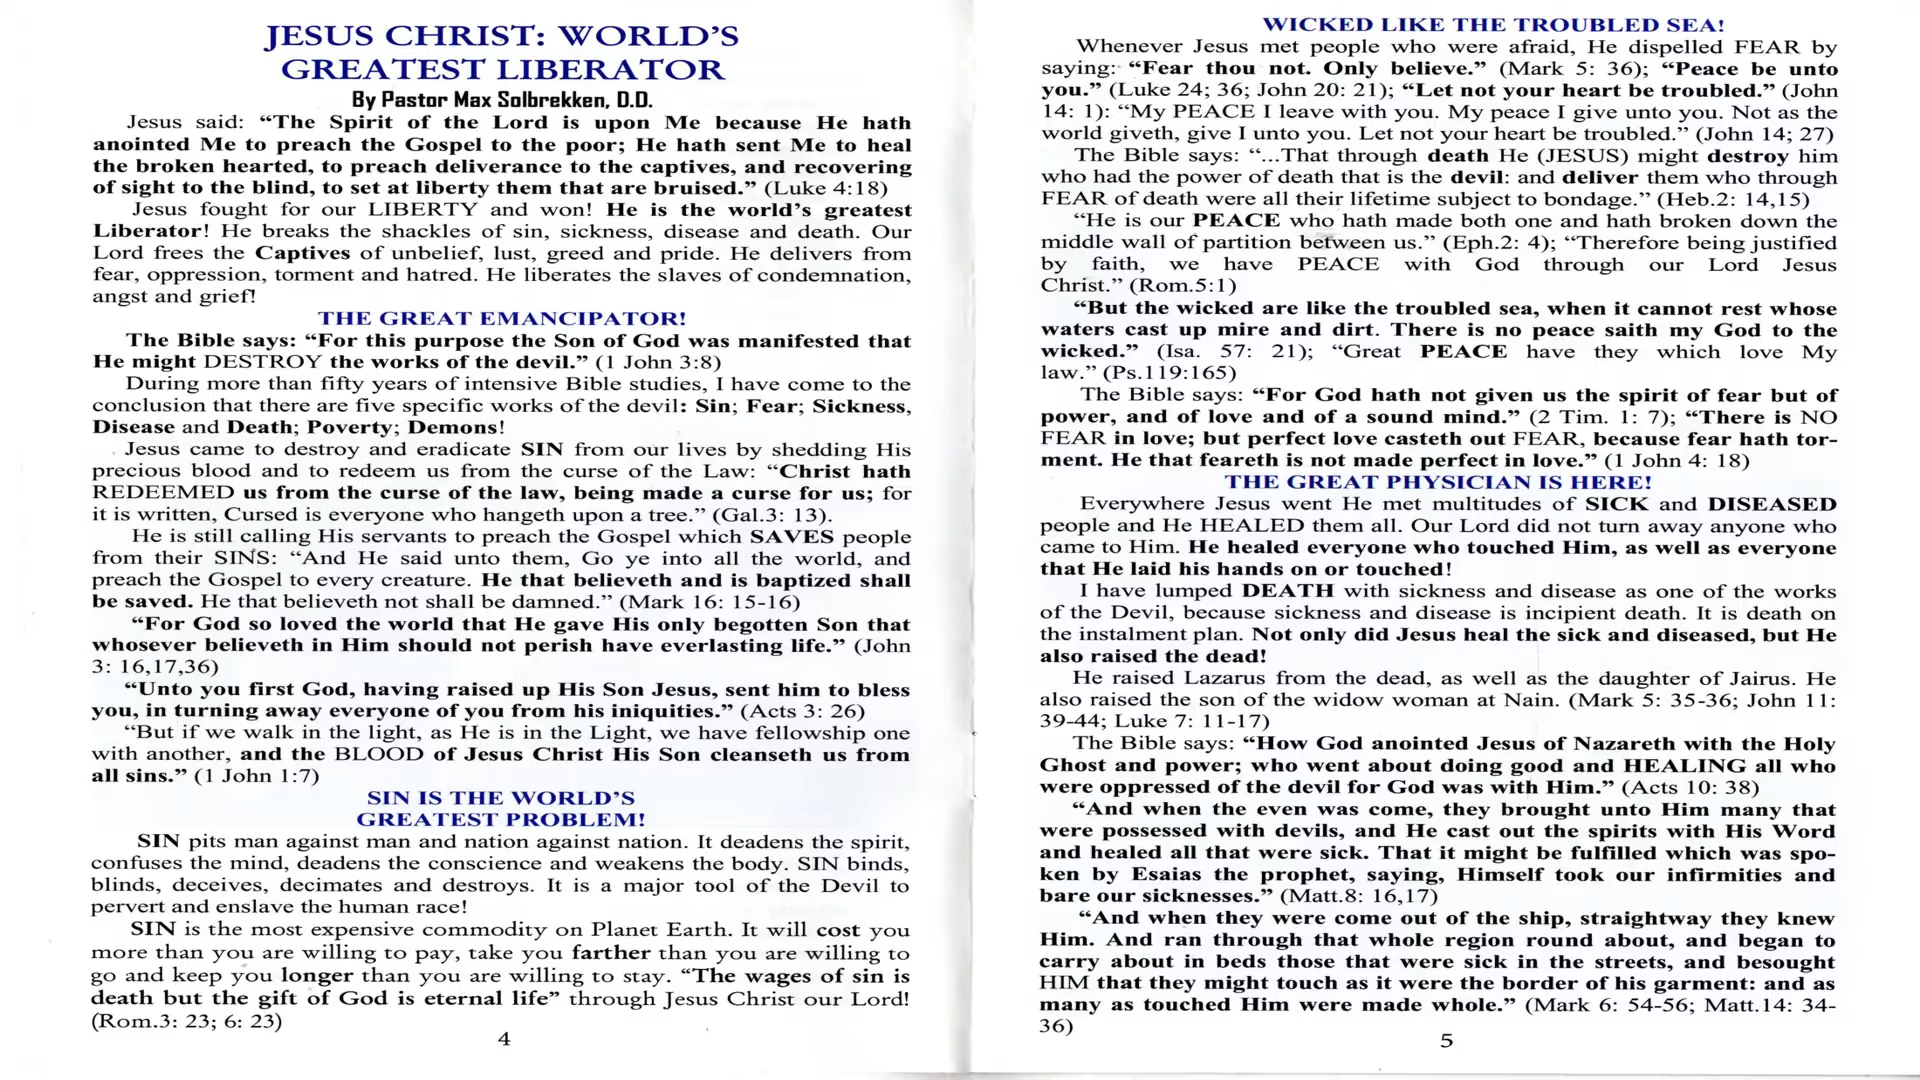 JESUS CHRIST: WORLD’S
GREATEST LIBERATOR
By Pastor Max Solbrekken, D.D.
Jesus said: “The Spirit of the Lord is upon Me because He hath
anointed Me to preach the Gospel to the poor; He hath sent Me to heal
the broken hearted, to preach deliverance to the captives, and recovering
of sight to the blind, to set at liberty them that are bruised.” (Luke 4:18)
Jesus fought for our LIBERTY and won! He is the world’s greatest
Liberator! He breaks the shackles of sin, sickness, disease and death. Our
Lord frees the Captives of unbelief, lust, greed and pride. He delivers from
fear, oppression, torment and hatred. He liberates the slaves of condemnation,
angst and grief!
THE GREAT EMANCIPATOR!
The Bible says: “For this purpose the Son of God was manifested that
He might DESTROY the works of the devil.” (1 John 3:8)
During more than fifty years of intensive Bible studies, I have come to the
conclusion that there are five specific works of the devil: Sin; Fear; Sickness,
Disease and Death; Poverty; Demons!
Jesus came to destroy and eradicate SIN from our lives by shedding His
precious blood and to redeem us from the curse of the Law: “Christ hath
REDEEMED us from the curse of the law, being made a curse for us; for
it is written, Cursed is everyone who hangeth upon a tree.” (Gal.3: 13).
He is still calling His servants to preach the Gospel which SAVES people
from their SINS: “And He said unto them, Go ye into all the world, and
preach the Gospel to every creature. He that believeth and is baptized shall
be saved. He that believeth not shall be damned.” (Mark 16: 15-16)
“For God so loved the world that He gave His only begotten Son that
whosever believeth in Him should not perish have everlasting life.” (John
3: 16,17,36)
“Unto you first God, having raised up His Son Jesus, sent him to bless
you, in turning away everyone of you from his iniquities.” (Acts 3: 26)
“But if we walk in the light, as He is in the Light, we have fellowship one
with another, and the BLOOD of Jesus Christ His Son cleanseth us from
all sins.” (1 John 1:7)
SIN IS THE WORLD’S
GREATEST PROBLEM!
SIN pits man against man and nation against nation. It deadens the spirit,
confuses the mind, deadens the conscience and weakens the body. SIN binds,
blinds, deceives, decimates and destroys. It is a major tool of the Devil to
pervert and enslave the human race!
SIN is the most expensive commodity on Planet Earth. It will cost you
more than you are willing to pay, take you farther than you are willing to
go and keep you longer than you are willing to stay. “The wages of sin is
death but the gift of God is eternal life” through Jesus Christ our Lord!
(Rom.3: 23; 6: 23)
4
WICKED LIKE THE TROUBLED SEA!
Whenever Jesus met people who were afraid, He dispelled FEAR by
saying: “Fear thou not. Only believe.” (Mark 5: 36); “Peace be unto
you.” (Luke 24; 36; John 20: 21); “Let not your heart be troubled.” (John
14: 1): “My PEACE I leave with you. My peace I give unto you. Not as the
world giveth, give I unto you. Let not your heart be troubled.” (John 14; 27)
The Bible says: “...That through death He (JESUS) might destroy him
who had the power of death that is the devil: and deliver them who through
FEAR of death were all their lifetime subject to bondage.” (Heb.2: 14,15)
“He is our PEACE who hath made both one and hath broken down the
middle wall of partition between us.” (Eph.2: 4); “Therefore being justified
by faith, we have PEACE with God through our Lord Jesus
Christ.” (Rom.5:1)
“But the wicked are like the troubled sea, when it cannot rest whose
waters cast up mire and dirt. There is no peace saith my God to the
wicked.” (Isa. 57: 21); “Great PEACE have they which love My
law.” (Ps.119:165)
The Bible says: “For God hath not given us the spirit of fear but of
power, and of love and of a sound mind.” (2 Tim. 1: 7); “There is NO
FEAR in love; but perfect love casteth out FEAR, because fear hath tor-
ment. He that feareth is not made perfect in love.” (1 John 4: 18)
THE GREAT PHYSICIAN IS HERE!
Everywhere Jesus went He met multitudes of SICK and DISEASED
people and He HEALED them all. Our Lord did not turn away anyone who
came to Him. He healed everyone who touched Him, as well as everyone
that He laid his hands on or touched!
I have lumped DEATH with sickness and disease as one of the works
of the Devil, because sickness and disease is incipient death. It is death on
the instalment plan. Not only did Jesus heal the sick and diseased, but He
also raised the dead!
He raised Lazarus from the dead, as well as the daughter of Jairus. He
also raised the son of the widow woman at Nain. (Mark 5: 35-36; John 11:
39-44; Luke 7: 11-17)
The Bible says: “How God anointed Jesus of Nazareth with the Holy
Ghost and power; who went about doing good and HEALING all who
were oppressed of the devil for God was with Him.” (Acts 10: 38)
“And when the even was come, they brought unto Him many that
were possessed with devils, and He cast out the spirits with His Word
and healed all that were sick. That it might be fulfilled which was spo-
ken by Esaias the prophet, saying, Himself took our infirmities and
bare our sicknesses.” (Matt.8: 16,17)
“And when they were come out of the ship, straightway they knew
Him. And ran through that whole region round about, and began to
carry about in beds those that were sick in the streets, and besought
HIM that they might touch as it were the border of his garment: and as
many as touched Him were made whole.” (Mark 6: 54-56; Matt.14: 34-
36)
5